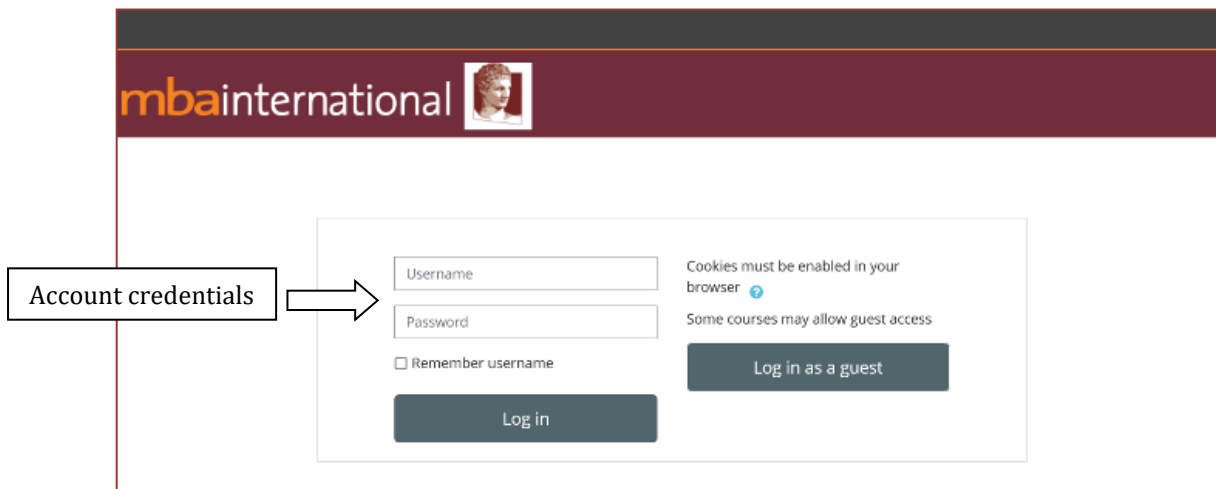 mbainternational
Account credentials
Username
Password
Remember username
Log in
Cookies must be enabled in your
browser
Some courses may allow guest access
Log in as a guest